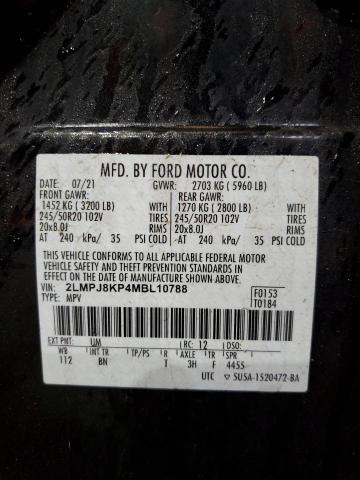 MFD. BY FORD MOTOR CO.
DATE: 07/21 GVWR: 2703 KG ( 5960 LB)
FRONT GAWR: REAR GAWR:
1452 KG ( 3200 LB) 1270 KG ( 2800 LB)
245/50R20 102V TIRES 245/50R20 102V TIRES
20x8.0J RIMS 20x8.0J RIMS
AT 240 kPa/ 35 PSI COLD AT 240 kPa/ 35 PSI COLD
THIS VEHICLE CONFORMS TO ALL APPLICABLE FEDERAL MOTOR
VEHICLE SAFETY AND THEFT PREVENTION STANDARDS IN
EFFECT ON THE DATE OF MANUFACTURE SHOWN ABOVE.
VIN: 2LMPJ8KP4MBL10788 F0153
TYPE: MPV T0184
EXT PNT: UM RC: 12 DSO:
WB INT TR TP/PS R AXLE TR SPR
112 BN T 3H F 4455
UTC ▽5U5A-1520472-BA